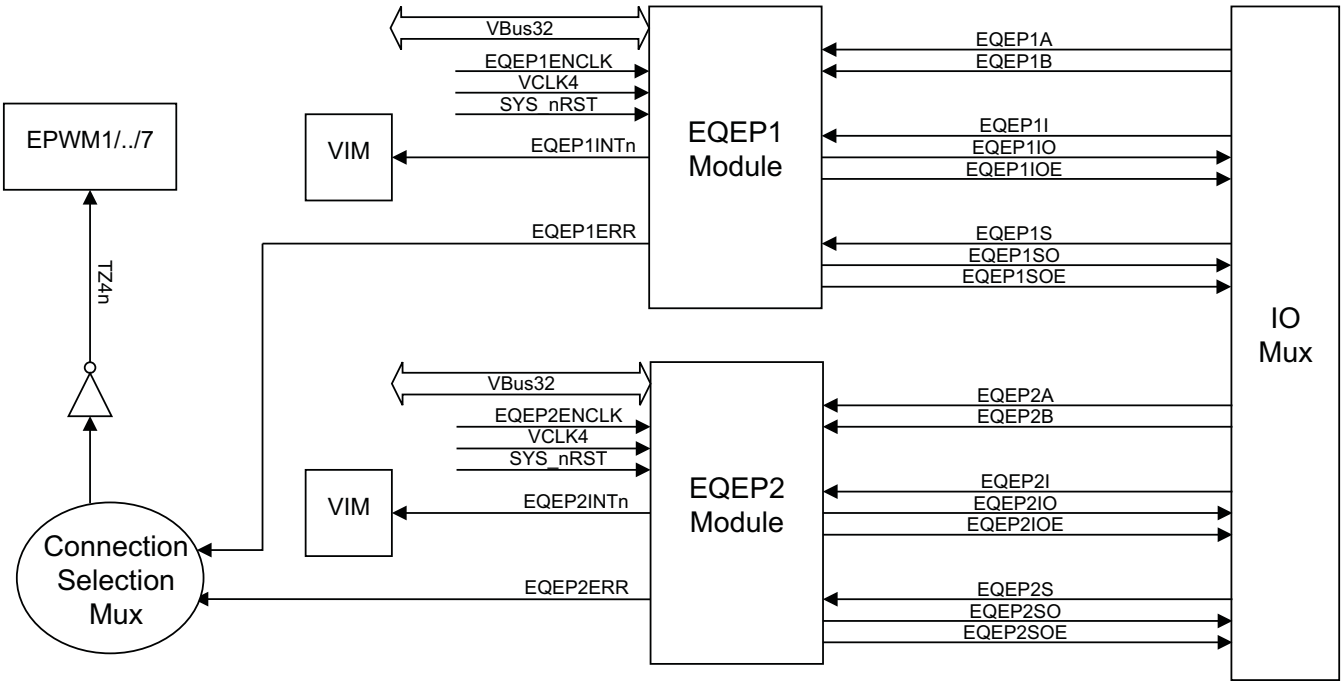 VBus32
EQEP1ENCLK
VCLK4
SYS_nRST
EQEP1INTn
EQEP1ERR
VIM
EPWM1/../7
TZ4n
EQEP1
Module
EQEP1A
EQEP1B
EQEP1I
EQEP1IO
EQEP1IOE
EQEP1S
EQEP1SO
EQEP1SOE
IO
Mux
VBus32
EQEP2ENCLK
VCLK4
SYS_nRST
EQEP2INTn
EQEP2ERR
VIM
Connection
Selection
Mux
EQEP2
Module
EQEP2A
EQEP2B
EQEP2I
EQEP2IO
EQEP2IOE
EQEP2S
EQEP2SO
EQEP2SOE